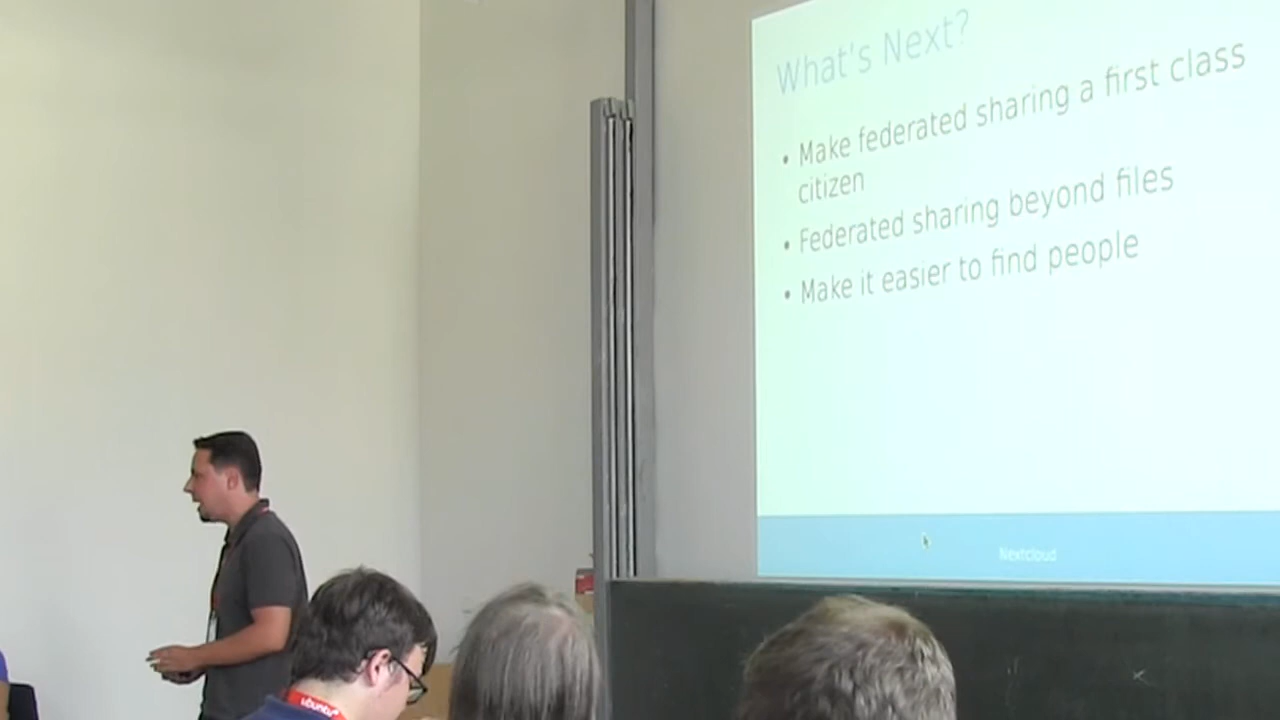 What's Next?
• Make federated sharing a first class
citizen
• Federated sharing beyond files
• Make it easier to find people
Nextcloud
ubuntu